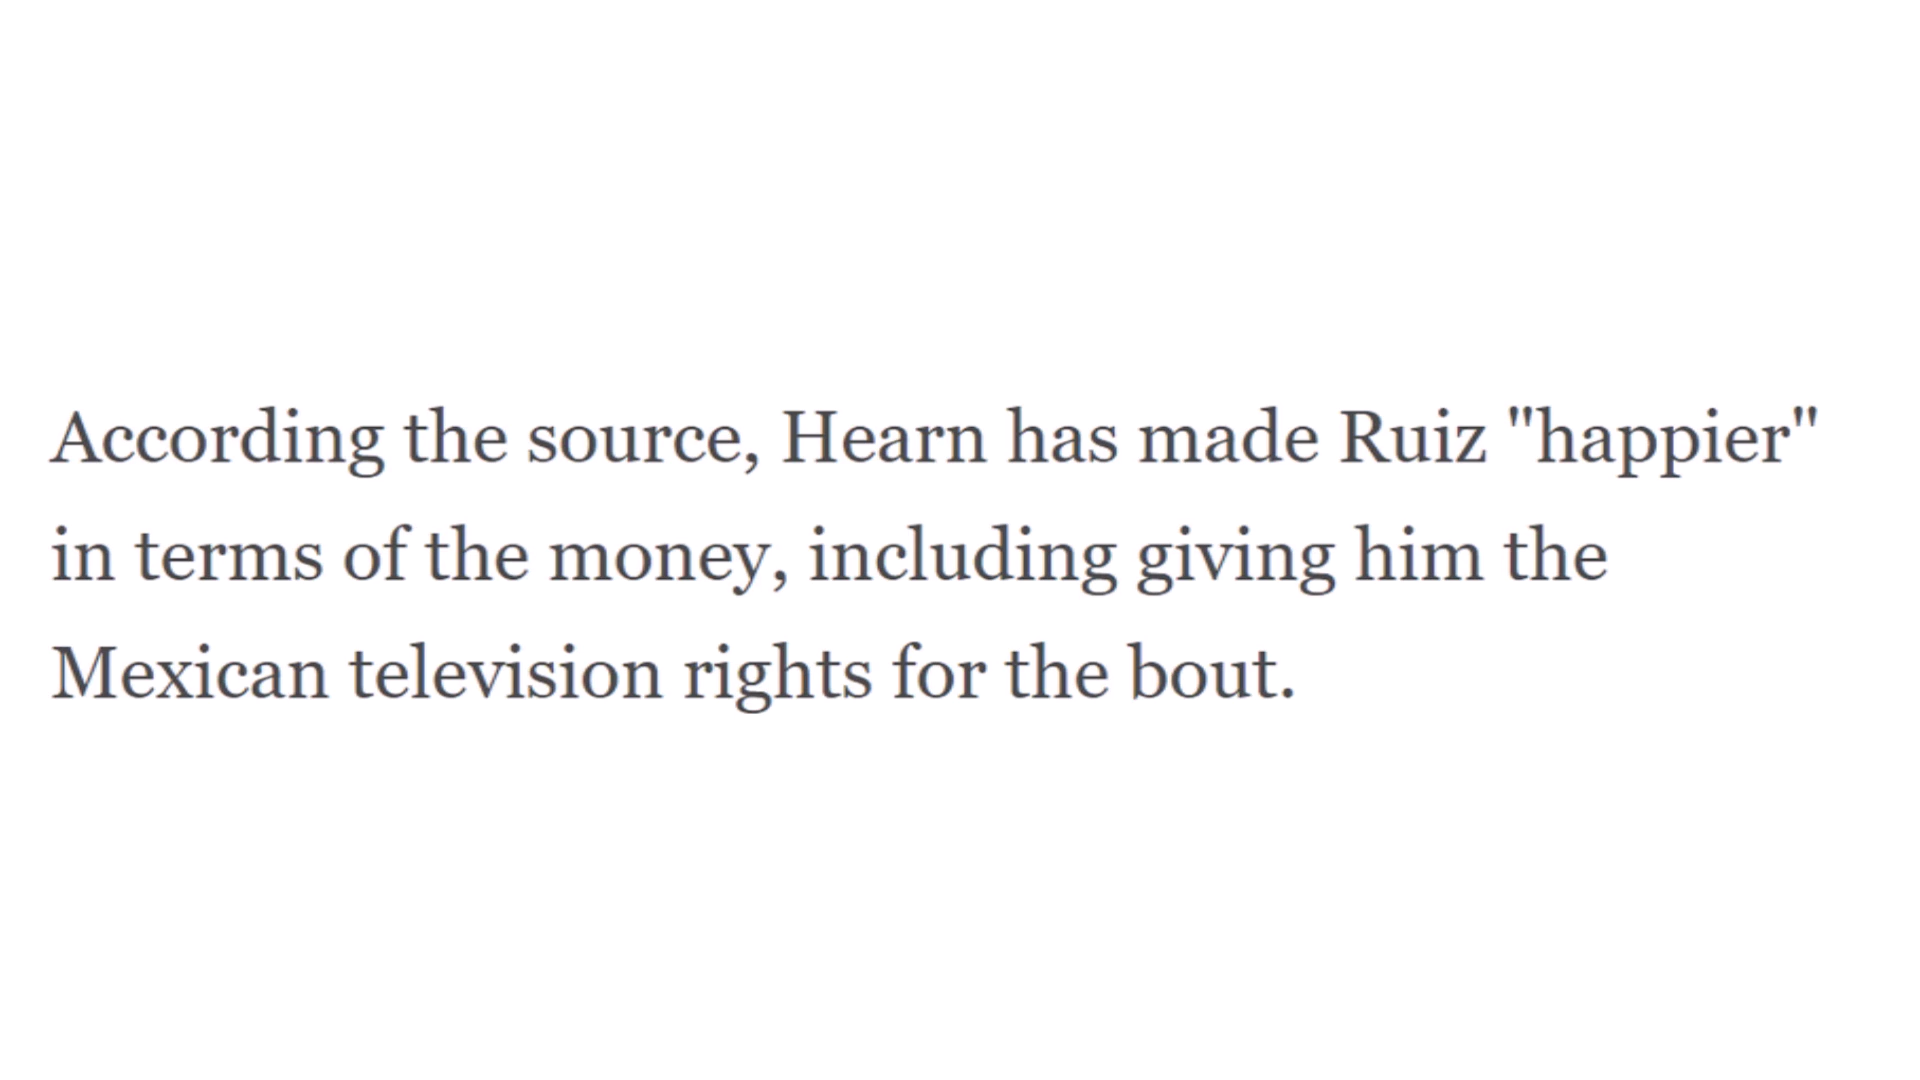 According the source, Hearn has made Ruiz "happier"
in terms of the money, including giving him the
Mexican television rights for the bout.